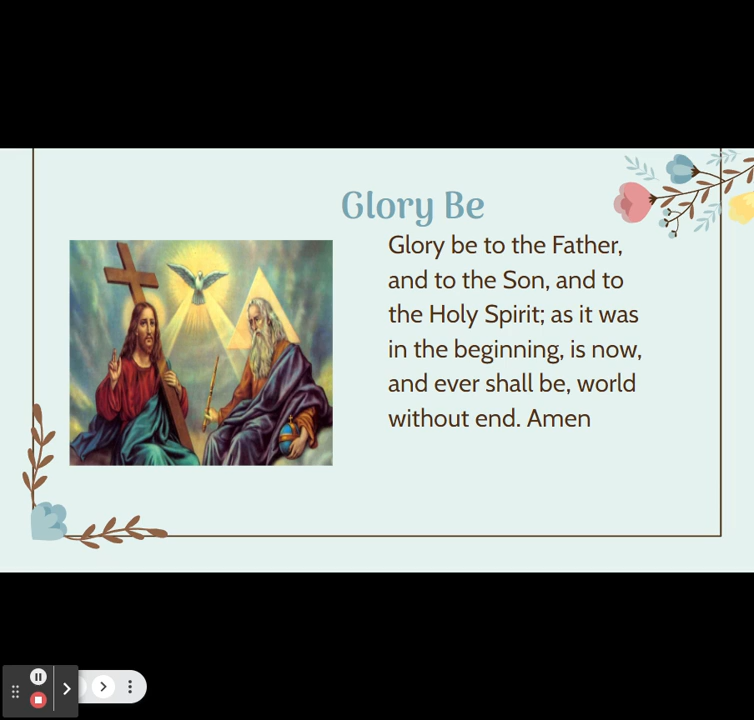 Glory Be
Glory be to the Father,
and to the Son, and to
the Holy Spirit; as it was
in the beginning, is now,
and ever shall be, world
without end. Amen